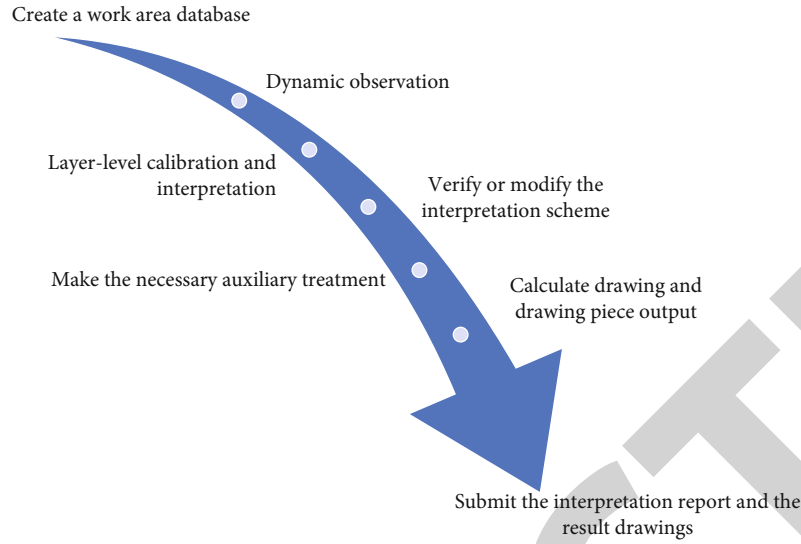 Create a work area database
Dynamic observation
Layer-level calibration and
interpretation
Verify or modify the
interpretation scheme
Make the necessary auxiliary treatment
Calculate drawing and
drawing piece output
Submit the interpretation report and the
result drawings